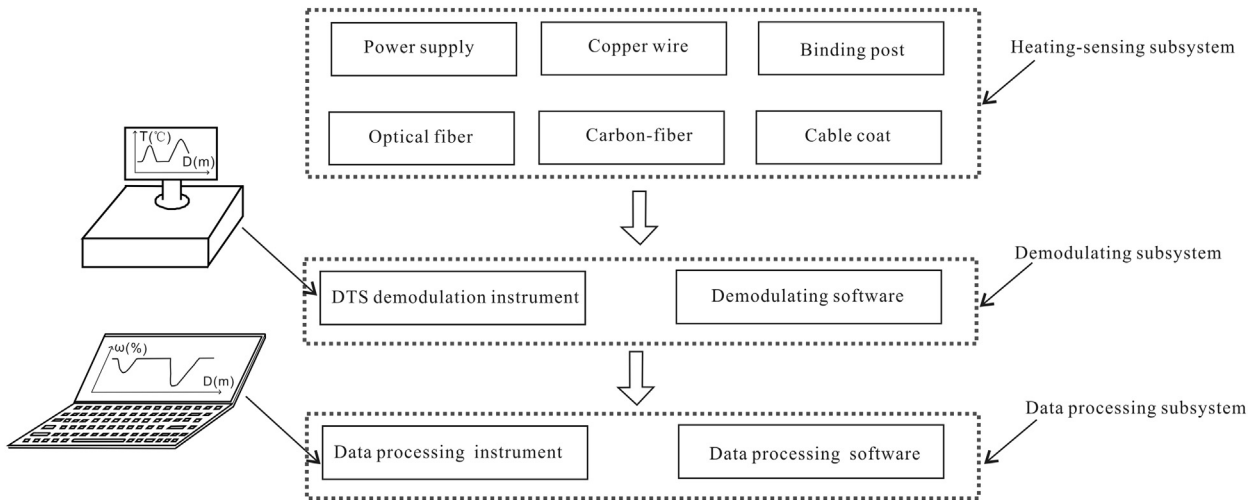 Power supply
Copper wire
Binding post
Heating-sensing subsystem
Optical fiber
Carbon-fiber
Cable coat
T(℃)
D(m)
Demodulating subsystem
DTS demodulation instrument
Demodulating software
ω(%)
D(m)
Data processing subsystem
Data processing instrument
Data processing software